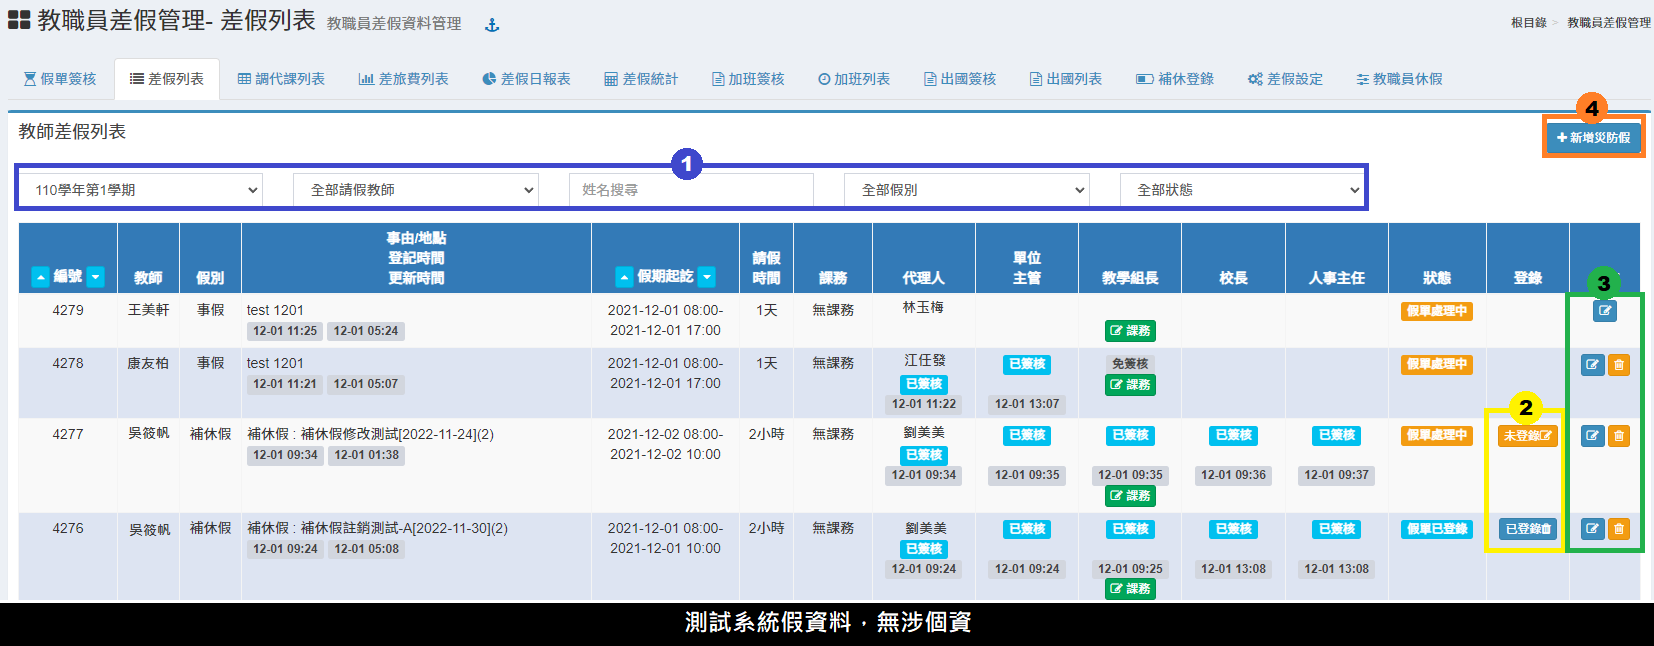 教職員差假管理- 差假列表 教職員差假資料管理
根目錄 > 教職員差假管理
假單簽核 差假列表 調代課列表 差旅費列表 差假日報表 差假統計 加班簽核 加班列表 出國簽核 出國列表 補休登錄 差假設定 教職員休假
4
教師差假列表
新增災防假
1
110學年第1學期 全部請假教師 姓名搜尋 全部假別 全部狀態
編號 教師 假別 事由/地點 登記時間 更新時間 假期起訖 請假時間 課務 代理人 單位主管 教學組長 校長 人事主任 狀態 登錄
3
4279 王美軒 事假 test 1201 2021-12-01 08:00- 1天 無課務 林玉梅 假單處理中
12-01 11:25 12-01 05:24 2021-12-01 17:00 課務
4278 康友柏 事假 test 1201 2021-12-01 08:00- 1天 無課務 江任發 已簽核 免簽核 假單處理中
12-01 11:21 12-01 05:07 2021-12-01 17:00 已簽核 課務
12-01 11:22 12-01 13:07
2
4277 吳筱帆 補休假 補休假 : 補休假修改測試[2022-11-24](2) 2021-12-02 08:00- 2小時 無課務 劉美美 已簽核 已簽核 已簽核 已簽核 假單處理中 未登錄
12-01 09:34 12-01 01:38 2021-12-02 10:00 已簽核
12-01 09:34 12-01 09:35 12-01 09:35 12-01 09:36 12-01 09:37
課務
4276 吳筱帆 補休假 補休假 : 補休假註銷測試-A[2022-11-30](2) 2021-12-01 08:00- 2小時 無課務 劉美美 已簽核 已簽核 已簽核 已簽核 假單已登錄 已登錄
12-01 09:24 12-01 05:08 2021-12-01 10:00 已簽核
12-01 09:24 12-01 09:24 12-01 09:25 12-01 13:08 12-01 13:08
課務
測試系統假資料，無涉個資